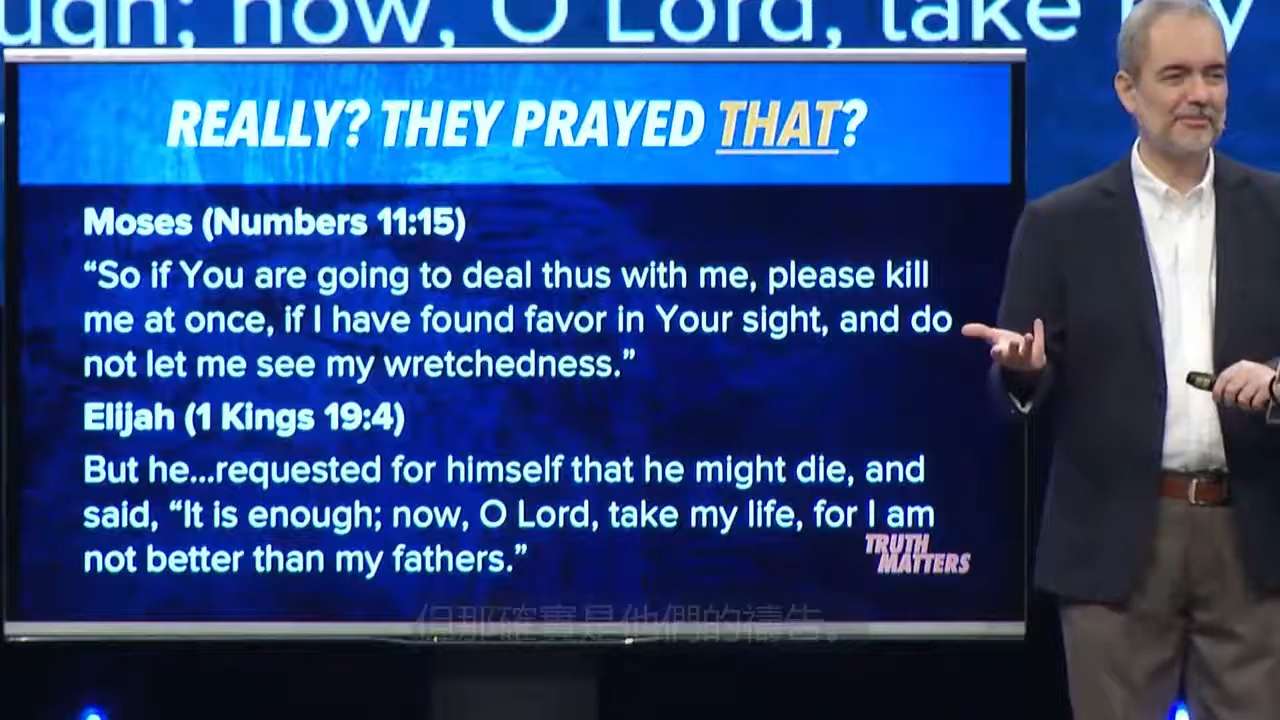 ugh; now, O Lord, take my
REALLY? THEY PRAYED THAT?
Moses (Numbers 11:15)
“So if You are going to deal thus with me, please kill
me at once, if I have found favor in Your sight, and do
not let me see my wretchedness.”
Elijah (1 Kings 19:4)
But he...requested for himself that he might die, and
said, “It is enough; now, O Lord, take my life, for I am
not better than my fathers.”
TRUTH
MATTERS
但那確實是他們的禱告。